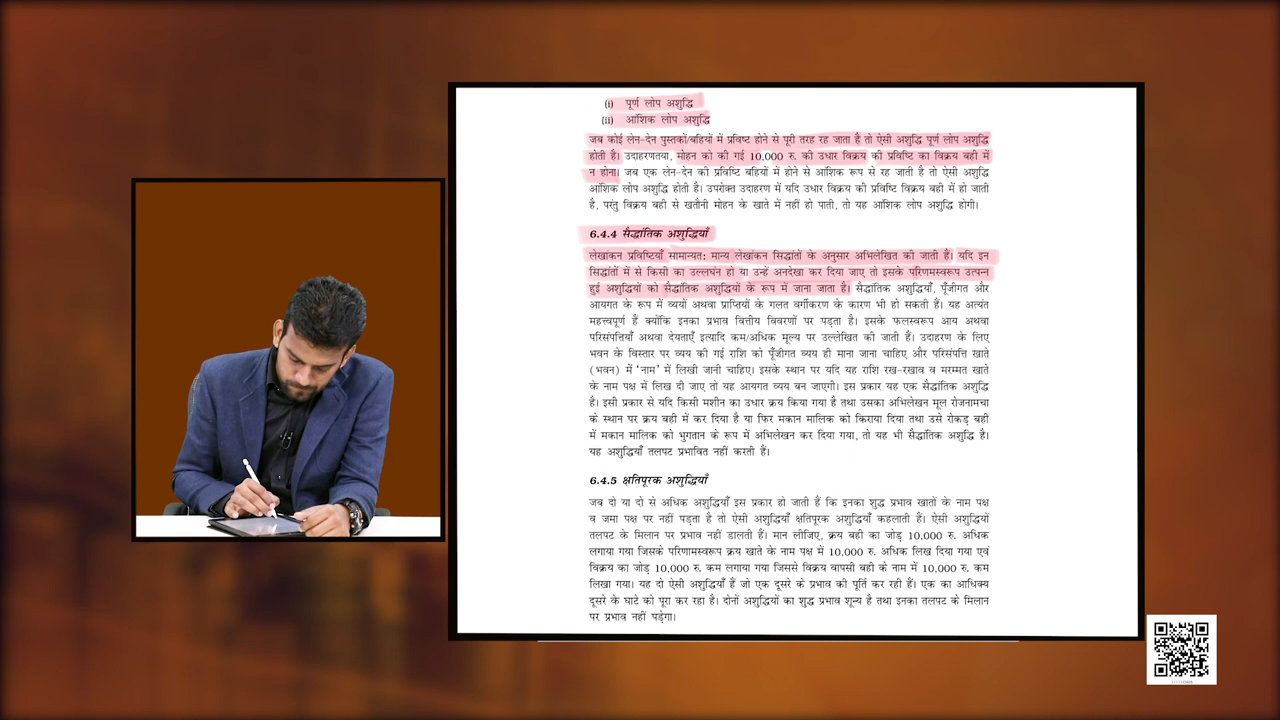 (i) पूर्ण लोप अशुद्धि
(ii) आंशिक लोप अशुद्धि
जब कोई लेन-देन पुस्तकों/बहियों में प्रविष्ट होने से पूरी तरह रह जाता है तो ऐसी अशुद्धि पूर्ण लोप अशुद्धि
होती है। उदाहरणतया, मोहन को की गई 10,000 रु. की उधार विक्रय की प्रविष्टि का विक्रय बही में
न होना। जब एक लेन-देन की प्रविष्टि बहियों में होने से आंशिक रूप से रह जाती है तो ऐसी अशुद्धि
आंशिक लोप अशुद्धि होती है। उपरोक्त उदाहरण में यदि उधार विक्रय की प्रविष्टि विक्रय बही में हो जाती
है, परंतु विक्रय बही से खतौनी मोहन के खाते में नहीं हो पाती, तो यह आंशिक लोप अशुद्धि होगी।
6.4.4 सैद्धांतिक अशुद्धियाँ
लेखांकन प्रविष्टियाँ सामान्यत: मान्य लेखांकन सिद्धांतों के अनुसार अभिलेखित की जाती हैं। यदि इन
सिद्धांतों में से किसी का उल्लघंन हो या उन्हें अनदेखा कर दिया जाए तो इसके परिणमस्वरूप उत्पन्न
हुई अशुद्धियों को सैद्धांतिक अशुद्धियों के रूप में जाना जाता है। सैद्धांतिक अशुद्धियाँ, पूँजीगत और
आयगत के रूप में व्ययों अथवा प्राप्तियों के गलत वर्गीकरण के कारण भी हो सकती हैं। यह अत्यंत
महत्त्वपूर्ण हैं क्योंकि इनका प्रभाव वित्तीय विवरणों पर पड़ता है। इसके फलस्वरूप आय अथवा
परिसंपत्तियाँ अथवा देयताएँ इत्यादि कम/अधिक मूल्य पर उल्लेखित की जाती हैं। उदाहरण के लिए
भवन के विस्तार पर व्यय की गई राशि को पूँजीगत व्यय ही माना जाना चाहिए और परिसंपत्ति खाते
(भवन) में 'नाम' में लिखी जानी चाहिए। इसके स्थान पर यदि यह राशि रख-रखाव व मरम्मत खाते
के नाम पक्ष में लिख दी जाए तो यह आयगत व्यय बन जाएगी। इस प्रकार यह एक सैद्धांतिक अशुद्धि
है। इसी प्रकार से यदि किसी मशीन का उधार क्रय किया गया है तथा उसका अभिलेखन मूल रोजनामचा
के स्थान पर क्रय बही में कर दिया है या फिर मकान मालिक को किराया दिया तथा उसे रोकड़ बही
में मकान मालिक को भुगतान के रूप में अभिलेखन कर दिया गया, तो यह भी सैद्धांतिक अशुद्धि है।
यह अशुद्धियाँ तलपट प्रभावित नहीं करती हैं।
6.4.5 क्षतिपूरक अशुद्धियाँ
जब दो या दो से अधिक अशुद्धियाँ इस प्रकार हो जाती हैं कि इनका शुद्ध प्रभाव खातों के नाम पक्ष
व जमा पक्ष पर नहीं पड़ता है तो ऐसी अशुद्धियाँ क्षतिपूरक अशुद्धियाँ कहलाती हैं। ऐसी अशुद्धियों
तलपट के मिलान पर प्रभाव नहीं डालती हैं। मान लीजिए, क्रय बही का जोड़ 10,000 रु. अधिक
लगाया गया जिसके परिणामस्वरूप क्रय खाते के नाम पक्ष में 10,000 रु. अधिक लिख दिया गया एवं
विक्रय का जोड़ 10,000 रु. कम लगाया गया जिससे विक्रय वापसी बही के नाम में 10,000 रु. कम
लिखा गया। यह दो ऐसी अशुद्धियाँ हैं जो एक दूसरे के प्रभाव की पूर्ति कर रही हैं। एक का आधिक्य
दूसरे के घाटे को पूरा कर रहा है। दोनों अशुद्धियों का शुद्ध प्रभाव शून्य है तथा इनका तलपट के मिलान
पर प्रभाव नहीं पड़ेगा।